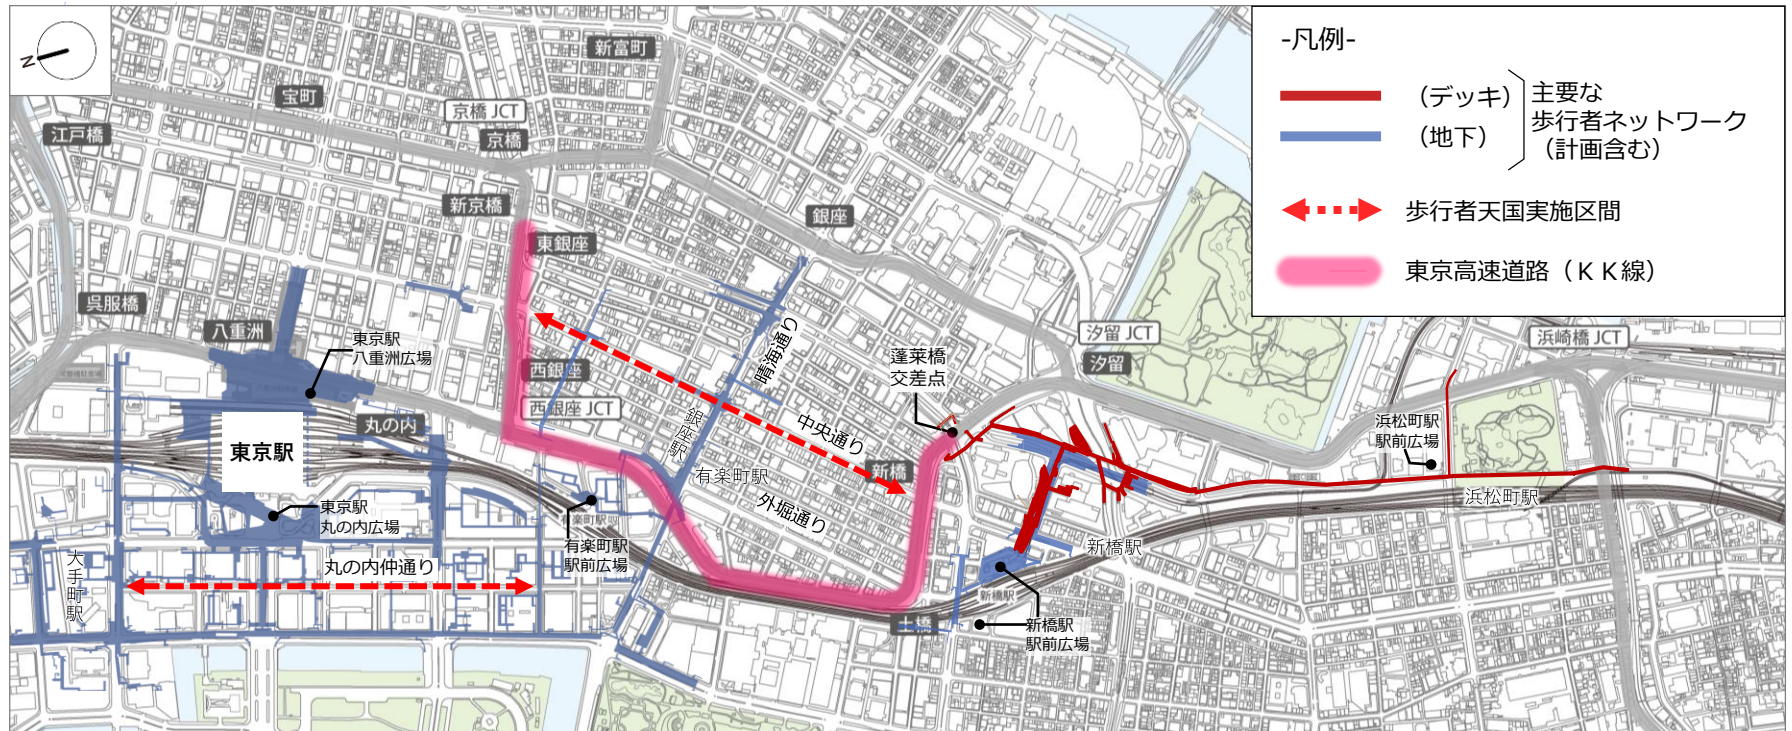 N
-凡例-
（デッキ）
（地下）
主要な
歩行者ネットワーク
（計画含む）
歩行者天国実施区間
東京高速道路（ＫＫ線）
新富町
宝町
京橋 JCT
京橋
江戸橋
新京橋
東銀座
銀座
呉服橋
八重洲
東京駅
八重洲広場
西銀座
西銀座 JCT
晴海通り
銀座駅
中央通り
蓬莱橋
交差点
汐留 JCT
汐留
浜崎橋 JCT
丸の内
東京駅
新橋
有楽町駅
外堀通り
浜松町駅
駅前広場
浜松町駅
東京駅
丸の内広場
有楽町駅
駅前広場
新橋駅
新橋駅
新橋駅
駅前広場
大手町駅
丸の内仲通り